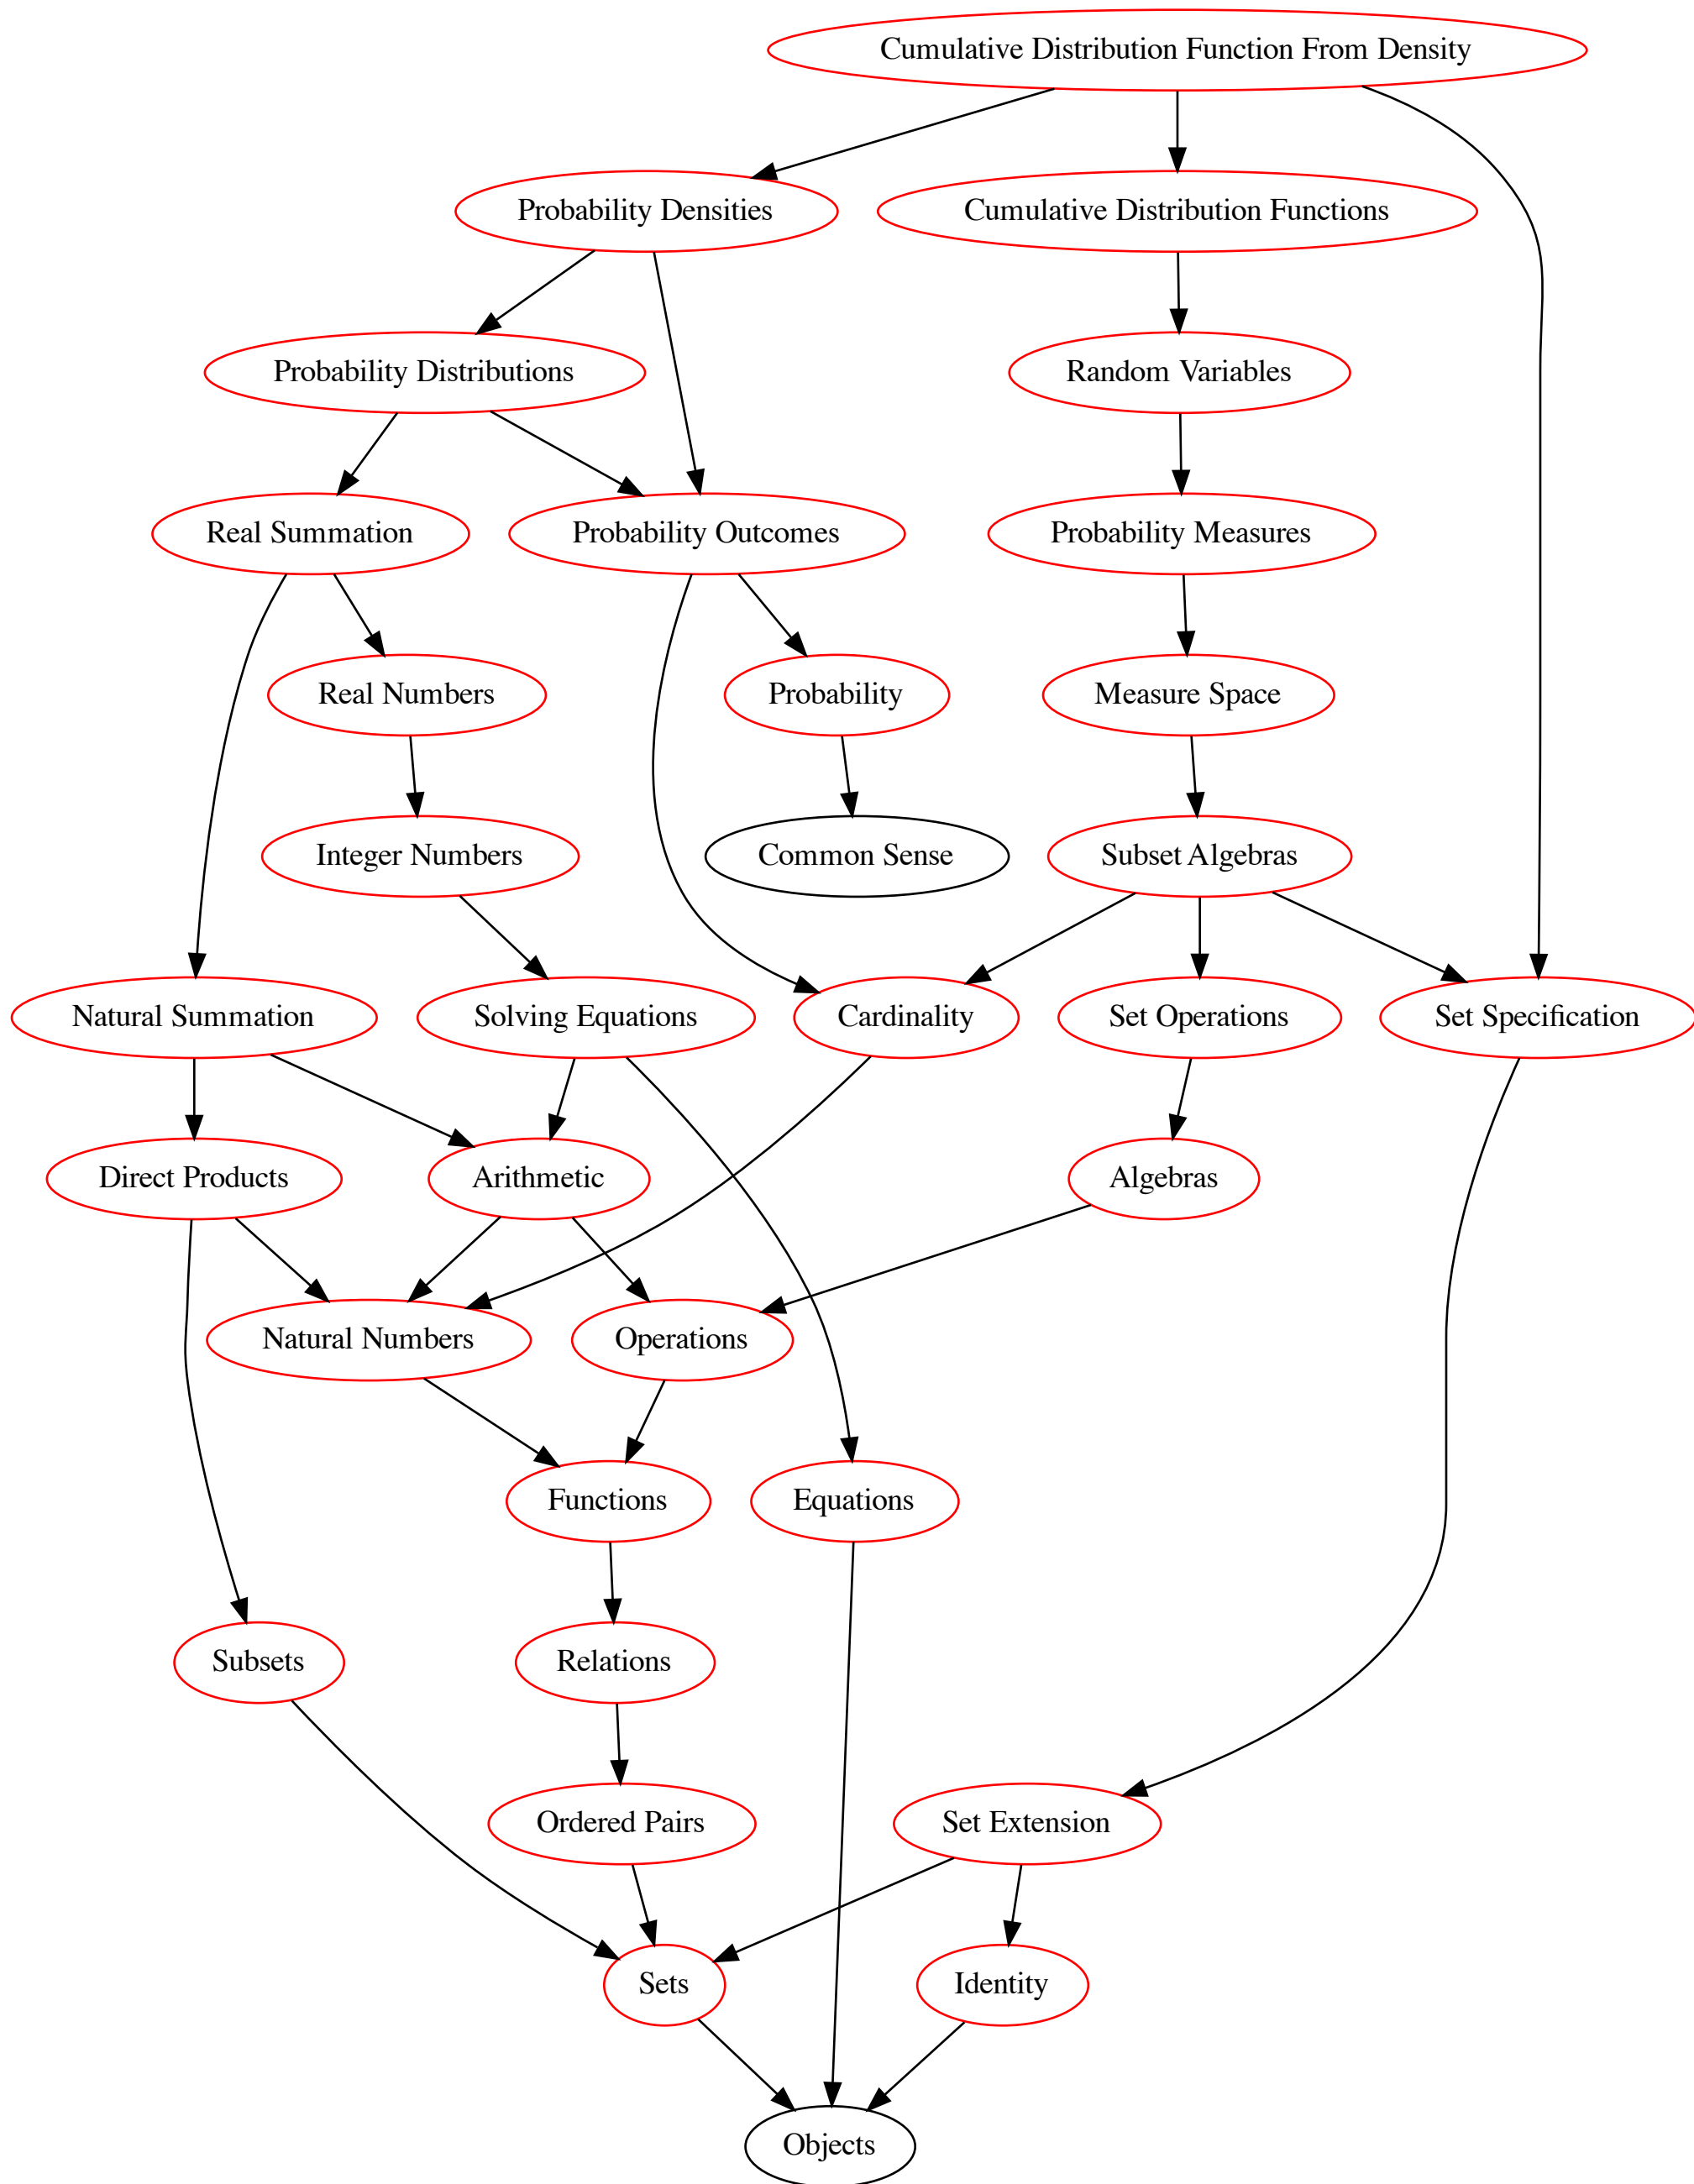 Cumulative Distribution Function From Density
Probability Densities
Cumulative Distribution Functions
Probability Distributions
Random Variables
Real Summation
Probability Outcomes
Probability Measures
Real Numbers
Probability
Measure Space
Integer Numbers
Common Sense
Subset Algebras
Natural Summation
Solving Equations
Cardinality
Set Operations
Set Specification
Direct Products
Arithmetic
Algebras
Natural Numbers
Operations
Functions
Equations
Subsets
Relations
Ordered Pairs
Set Extension
Sets
Identity
Objects